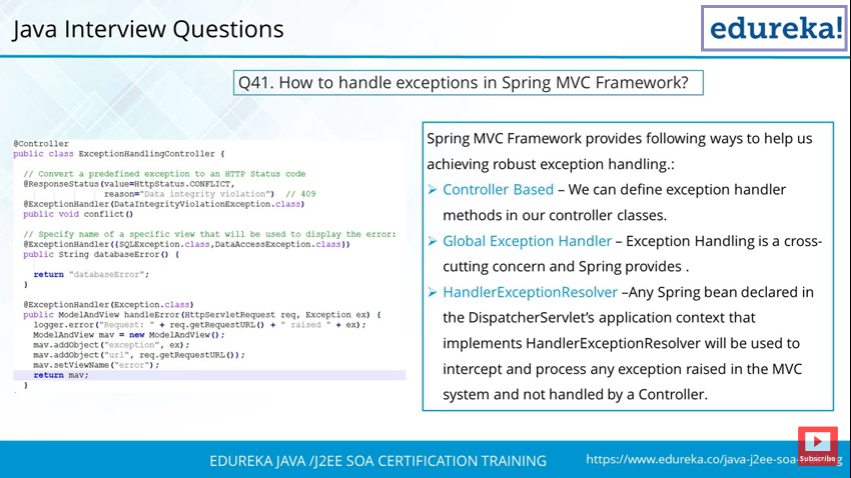 Java Interview Questions
edureka!
Q41. How to handle exceptions in Spring MVC Framework?
@Controller
public class ExceptionHandlingController {
// Convert a predefined exception to an HTTP Status code
@ResponseStatus(value=HttpStatus.CONFLICT,
reason="Data integrity violation") // 409
@ExceptionHandler(DataIntegrityViolationException.class)
public void conflict()
// Specify name of a specific view that will be used to display the error:
@ExceptionHandler({SQLException.class,DataAccessException.class})
public String databaseError() {
return "databaseError";
}
@ExceptionHandler(Exception.class)
public ModelAndView handleError(HttpServletRequest req, Exception ex) {
logger.error("Request: " + req.getRequestURL() + " raised " + ex);
ModelAndView mav = new ModelAndView();
mav.addObject("exception", ex);
mav.addObject("url", req.getRequestURL());
mav.setViewName("error");
return mav;
}
Spring MVC Framework provides following ways to help us
achieving robust exception handling.:
➢ Controller Based – We can define exception handler
methods in our controller classes.
➢ Global Exception Handler – Exception Handling is a cross-
cutting concern and Spring provides .
➢ HandlerExceptionResolver –Any Spring bean declared in
the DispatcherServlet’s application context that
implements HandlerExceptionResolver will be used to
intercept and process any exception raised in the MVC
system and not handled by a Controller.
EDUREKA JAVA /J2EE SOA CERTIFICATION TRAINING
https://www.edureka.co/java-j2ee-soa-
Subscribe